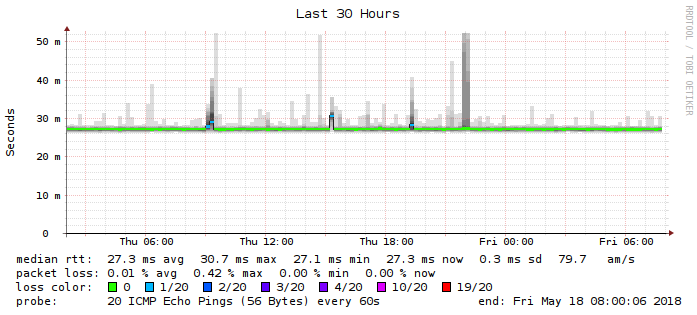 Last 30 Hours
RRDTOOL / TOBI OETIKER
Seconds
50 m
40 m
30 m
20 m
10 m
0
Thu 06:00 Thu 12:00 Thu 18:00 Fri 00:00 Fri 06:00
median rtt: 27.3 ms avg 30.7 ms max 27.1 ms min 27.3 ms now 0.3 ms sd 79.7 am/s
packet loss: 0.01 % avg 0.42 % max 0.00 % min 0.00 % now
loss color: 0 1/20 2/20 3/20 4/20 10/20 19/20
probe: 20 ICMP Echo Pings (56 Bytes) every 60s end: Fri May 18 08:00:06 2018